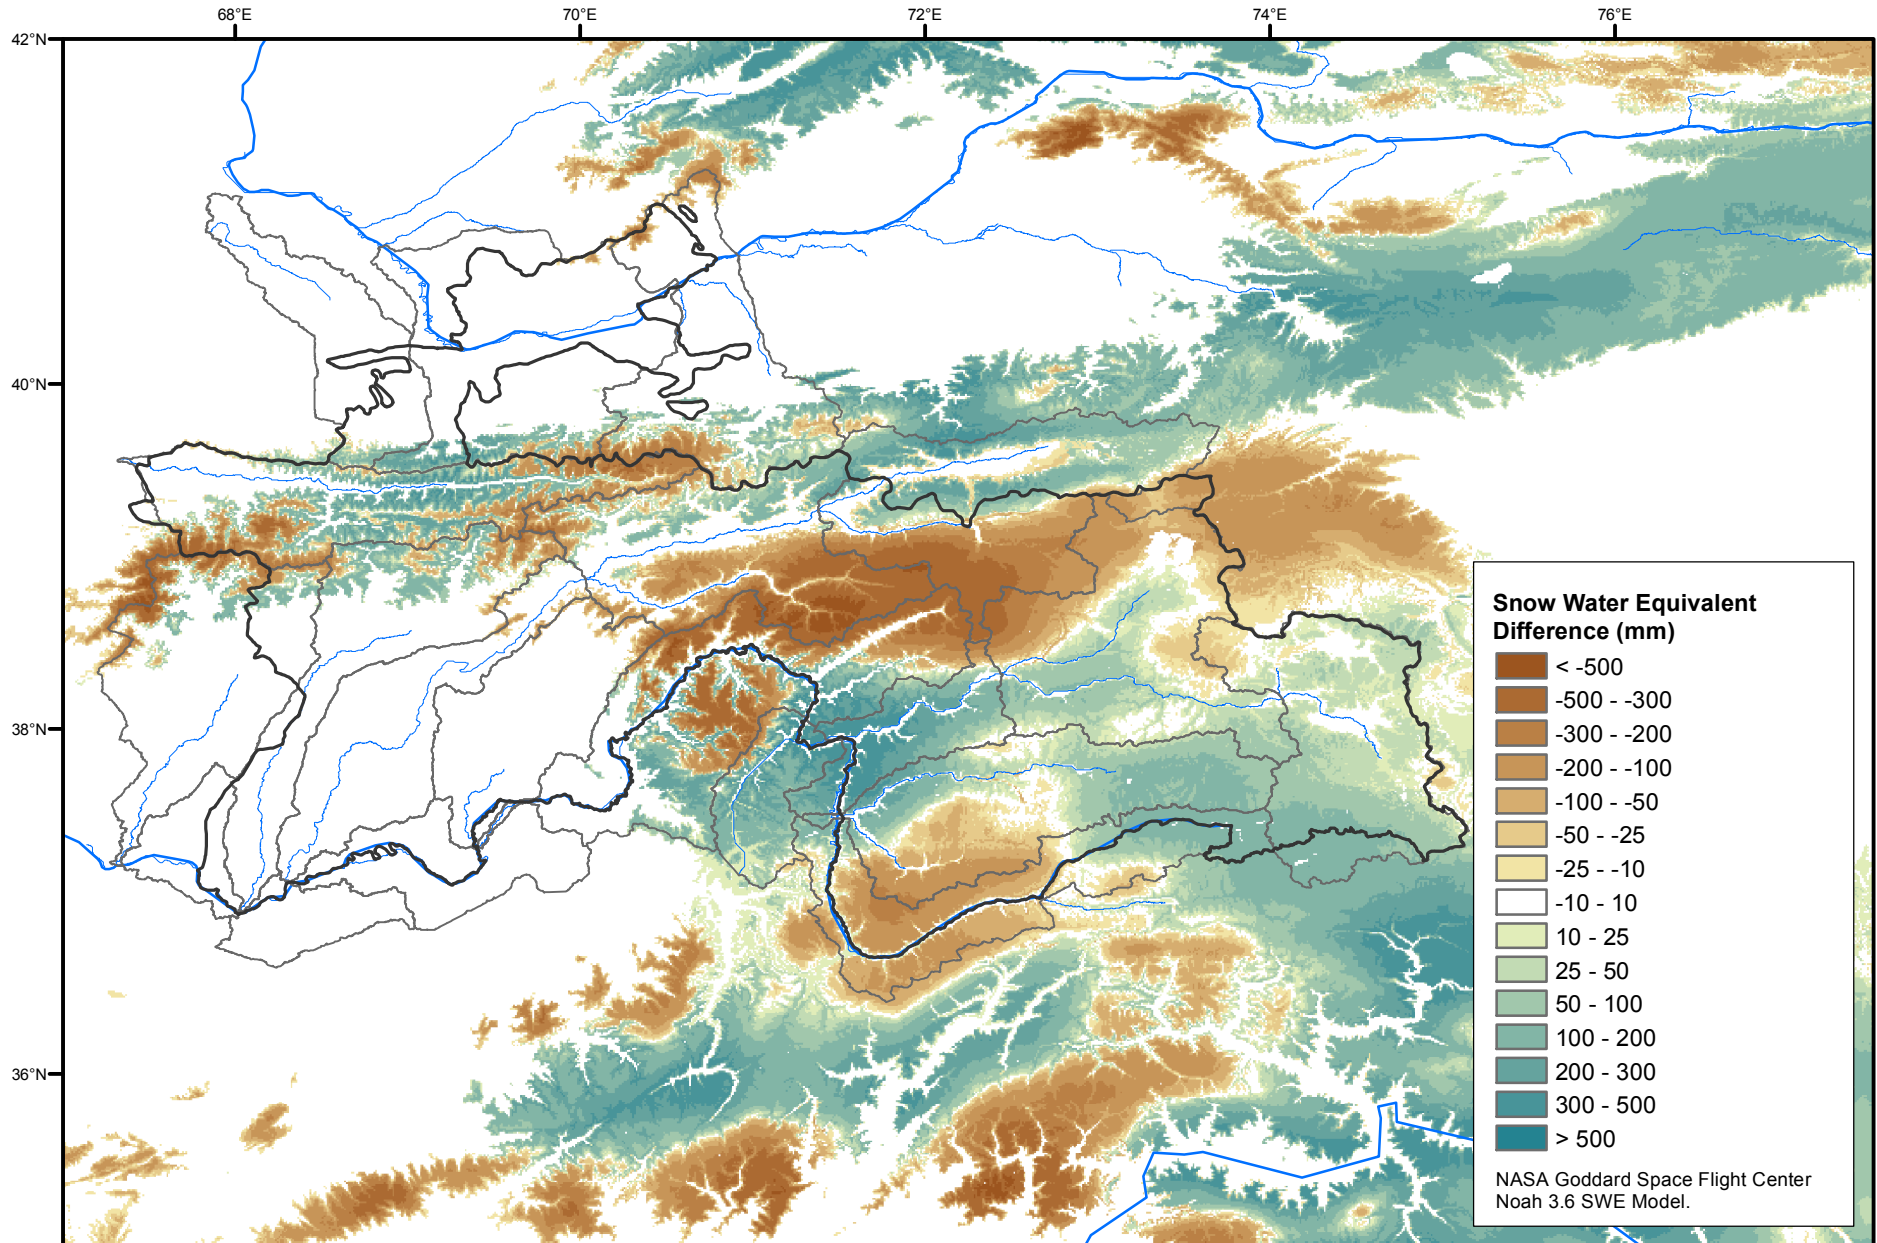 68°E 70°E 72°E 74°E 76°E
42°N
40°N
38°N
36°N
Snow Water Equivalent
Difference (mm)
< -500
-500 - -300
-300 - -200
-200 - -100
-100 - -50
-50 - -25
-25 - -10
-10 - 10
10 - 25
25 - 50
50 - 100
100 - 200
200 - 300
300 - 500
> 500
NASA Goddard Space Flight Center
Noah 3.6 SWE Model.